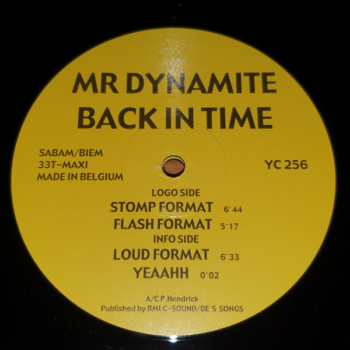 MR DYNAMITE
BACK IN TIME
SABAM/BIEM
33T-MAXI
MADE IN BELGIUM
YC 256
LOGO SIDE
STOMP FORMAT 6'44
FLASH FORMAT 5'17
INFO SIDE
LOUD FORMAT 6'33
YEAAHH 0'02
A/C P.Hendrick
Published by BMLC-SOUND/BE'S SONGS